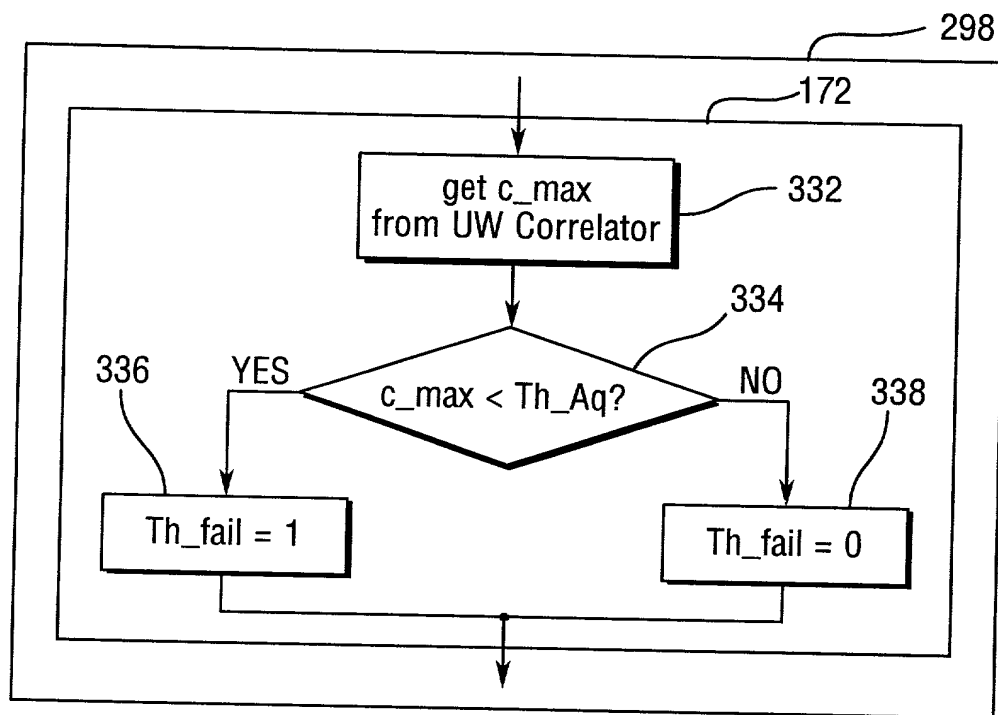 298
172
get c_max
from UW Correlator
332
334
YES
c_max < Th_Aq?
NO
336
338
Th_fail = 1
Th_fail = 0